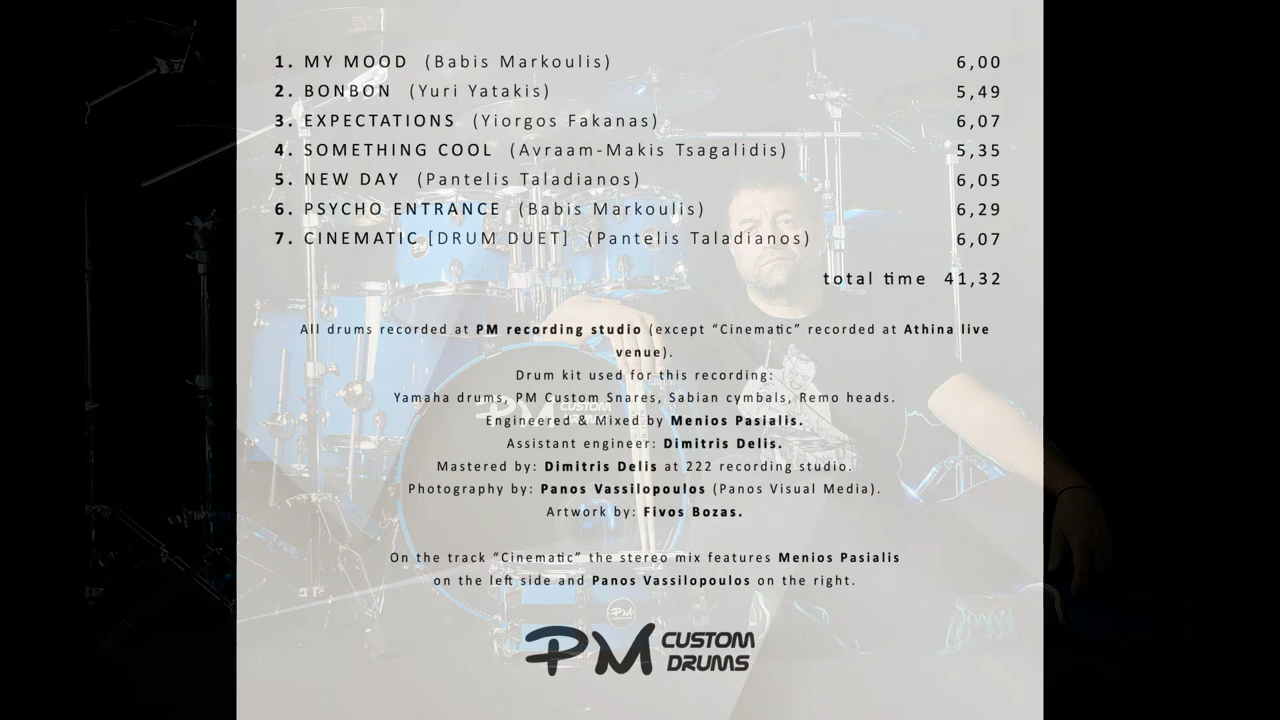 1. MY MOOD (Babis Markoulis) 6,00
2. BONBON (Yuri Yatakis) 5,49
3. EXPECTATIONS (Yiorgos Fakanas) 6,07
4. SOMETHING COOL (Avraam-Makis Tsagalidis) 5,35
5. NEW DAY (Pantelis Taladianos) 6,05
6. PSYCHO ENTRANCE (Babis Markoulis) 6,29
7. CINEMATIC [DRUM DUET] (Pantelis Taladianos) 6,07
total time 41,32
All drums recorded at PM recording studio (except “Cinematic” recorded at Athina live
venue).
Drum kit used for this recording:
Yamaha drums, PM Custom Snares, Sabian cymbals, Remo heads.
PM CUSTOM DRUMS
Engineered & Mixed by Menios Pasialis.
Assistant engineer: Dimitris Delis.
Mastered by: Dimitris Delis at 222 recording studio.
Photography by: Panos Vassilopoulos (Panos Visual Media).
Artwork by: Fivos Bozas.
On the track “Cinematic” the stereo mix features Menios Pasialis
on the left side and Panos Vassilopoulos on the right.
PM
PM CUSTOM
DRUMS